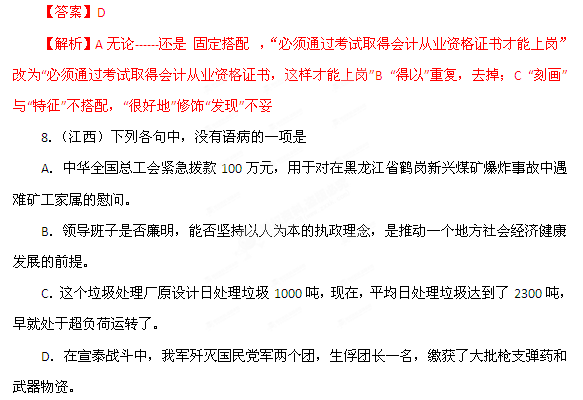 【答案】D
【解析】A 无论------还是 固定搭配 ，“必须通过考试取得会计从业资格证书才能上岗”
改为“必须通过考试取得会计从业资格证书，这样才能上岗”B “得以”重复，去掉；C “刻画”
与“特征”不搭配，“很好地”修饰“发现”不妥
8.（江西）下列各句中，没有语病的一项是
A．中华全国总工会紧急拨款 100 万元，用于对在黑龙江省鹤岗新兴煤矿爆炸事故中遇
难矿工家属的慰问。
B．领导班子是否廉明，能否坚持以人为本的执政理念，是推动一个地方社会经济健康
发展的前提。
C．这个垃圾处理厂原设计日处理垃圾 1000 吨，现在，平均日处理垃圾达到了 2300 吨，
早就处于超负荷运转了。
D．在宣泰战斗中，我军歼灭国民党军两个团，生俘团长一名，缴获了大批枪支弹药和
武器物资。